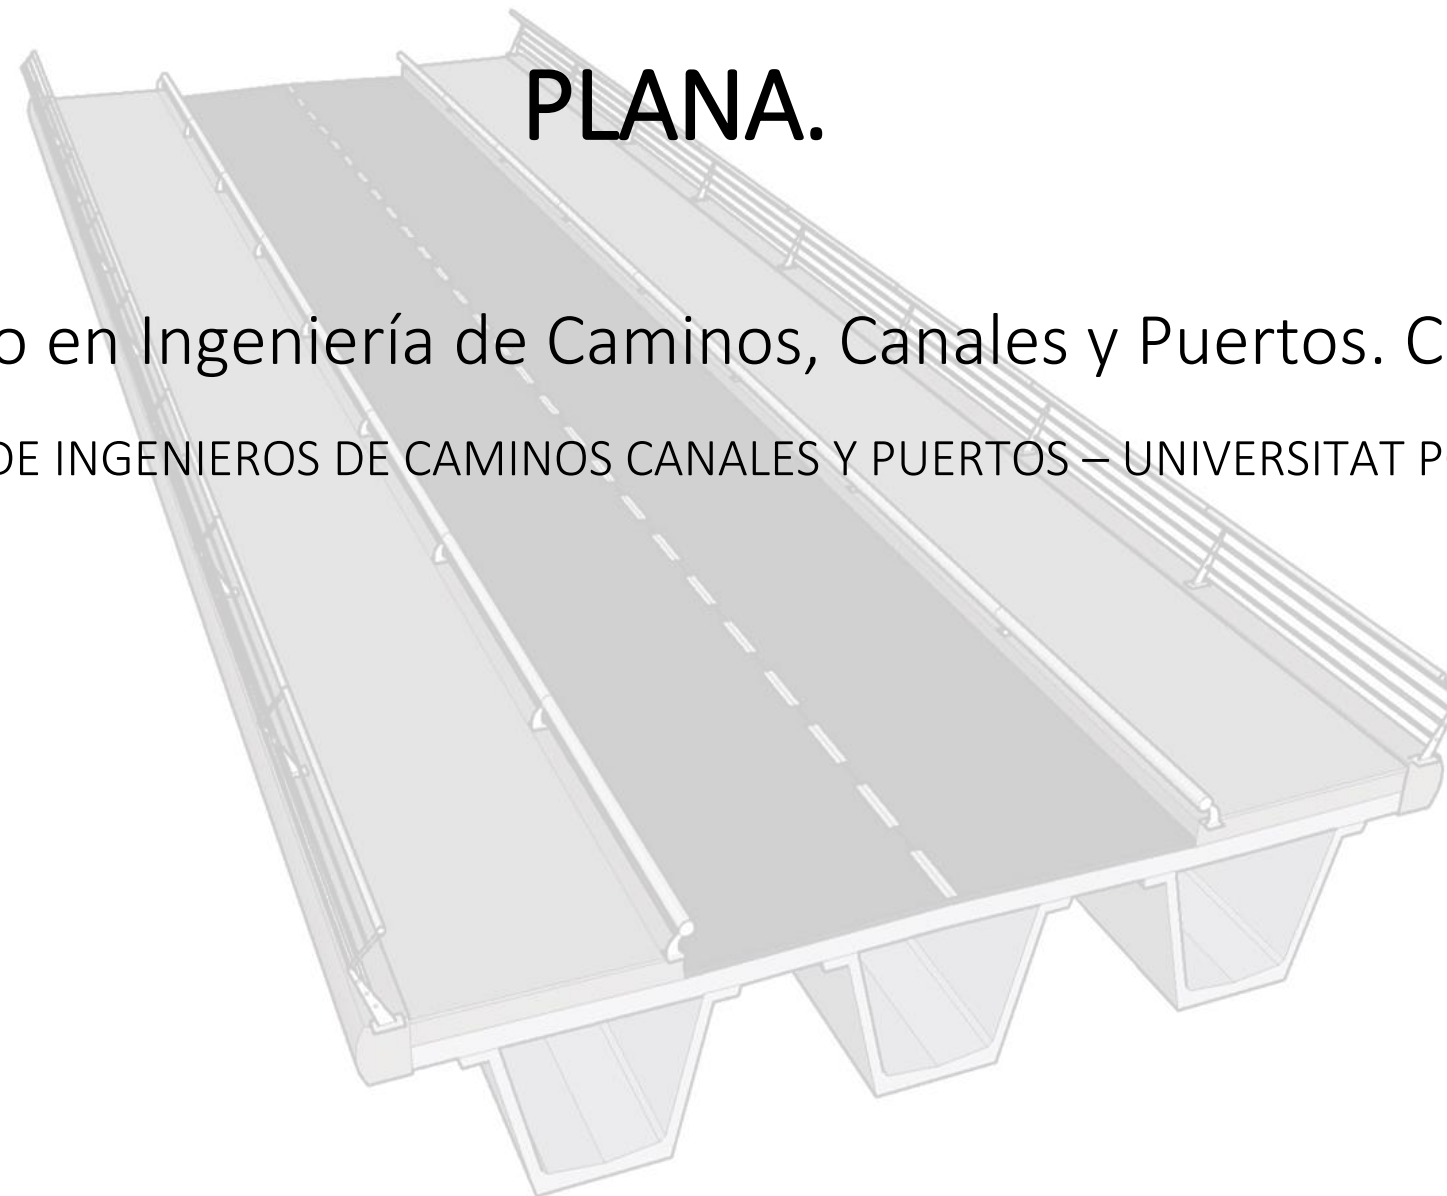 PLANA.
o en Ingeniería de Caminos, Canales y Puertos. C
DE INGENIEROS DE CAMINOS CANALES Y PUERTOS – UNIVERSITAT P